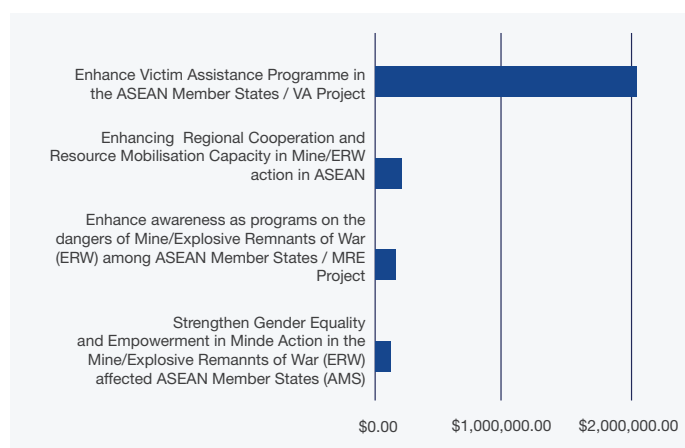 Enhance Victim Assistance Programme in
the ASEAN Member States / VA Project
Enhancing  Regional Cooperation and
Resource Mobilisation Capacity in Mine/ERW
action in ASEAN
Enhance awareness as programs on the
dangers of Mine/Explosive Remnants of War
(ERW) among ASEAN Member States / MRE
Project
Strengthen Gender Equality
and Empowerment in Minde Action in the
Mine/Explosive Remannts of War (ERW)
affected ASEAN Member States (AMS)
$0.00 $1,000,000.00 $2,000,000.00